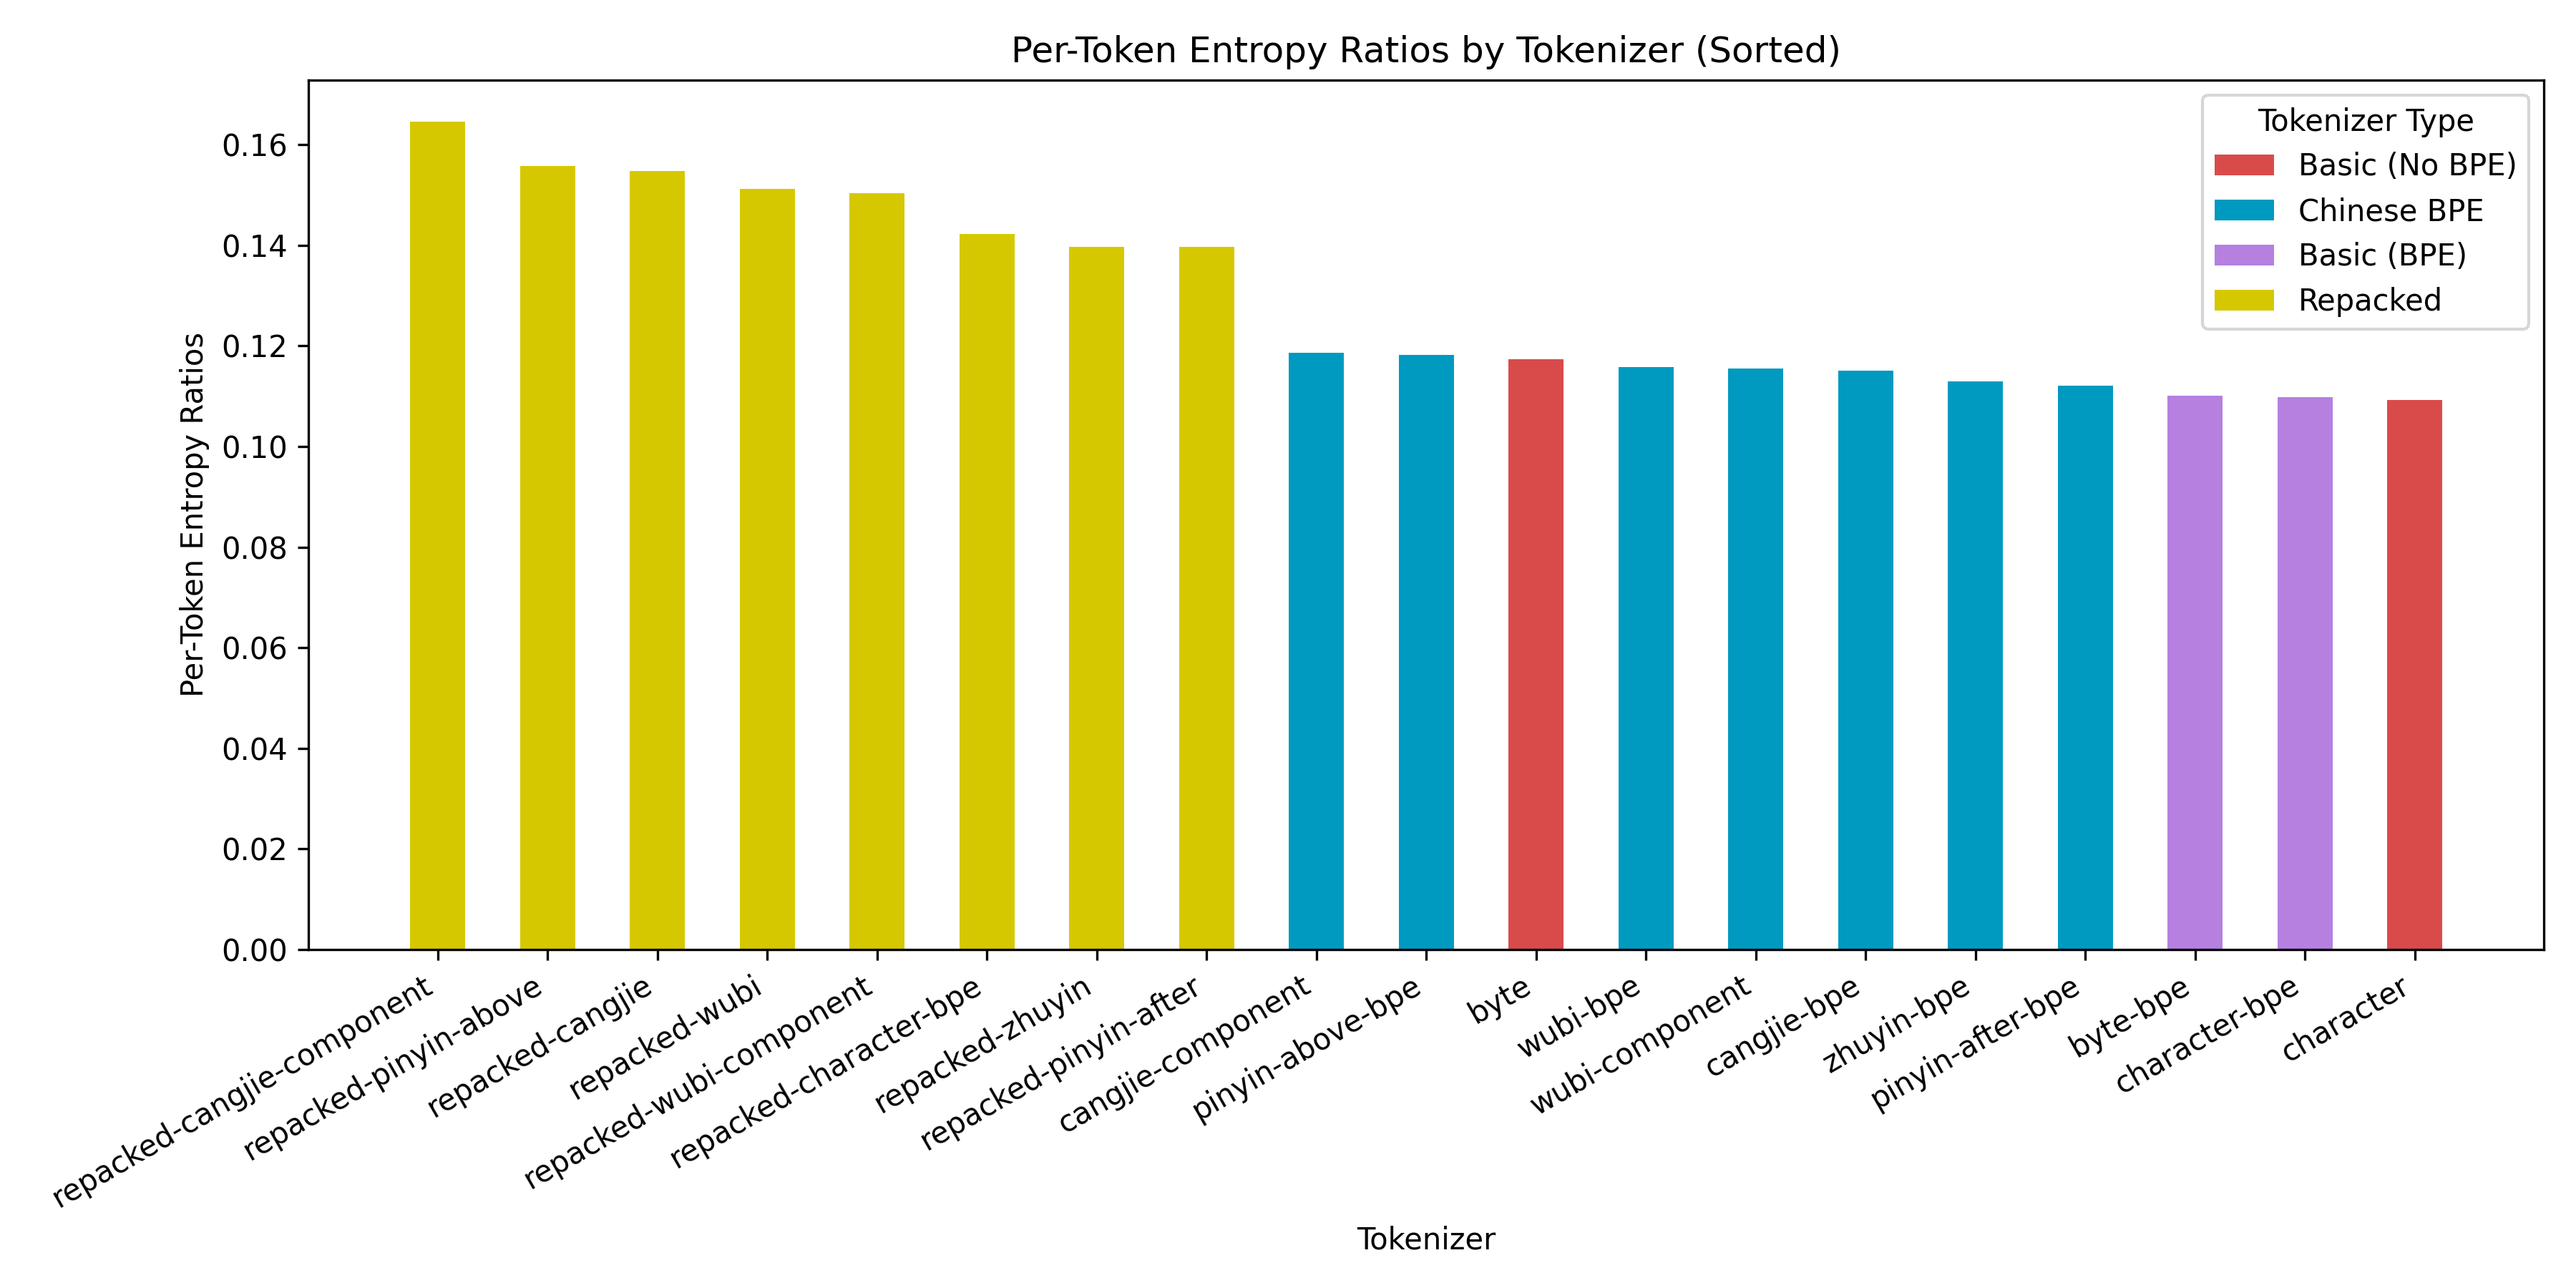 Per-Token Entropy Ratios by Tokenizer (Sorted)
Per-Token Entropy Ratios
0.16
0.14
0.12
0.10
0.08
0.06
0.04
0.02
0.00
Tokenizer Type
Basic (No BPE)
Chinese BPE
Basic (BPE)
Repacked
repacked-cangjie-component
repacked-pinyin-above
repacked-cangjie
repacked-wubi
repacked-wubi-component
repacked-character-bpe
repacked-zhuyin
repacked-pinyin-after
cangjie-component
pinyin-above-bpe
byte
wubi-bpe
wubi-component
cangjie-bpe
zhuyin-bpe
pinyin-after-bpe
byte-bpe
character-bpe
character
Tokenizer